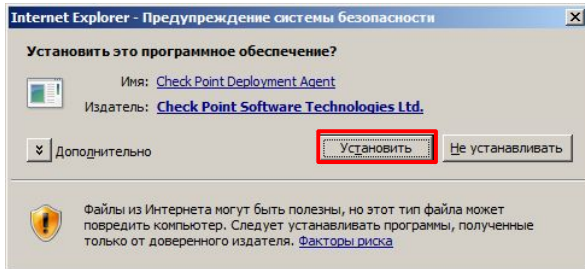 Internet Explorer - Предупреждение системы безопасности
Установить это программное обеспечение?
Имя: Check Point Deployment Agent
Издатель: Check Point Software Technologies Ltd.
Дополнительно
Установить
Не устанавливать
Файлы из Интернета могут быть полезны, но этот тип файла может
повредить компьютер. Следует устанавливать программы, полученные
только от доверенного издателя. Факторы риска